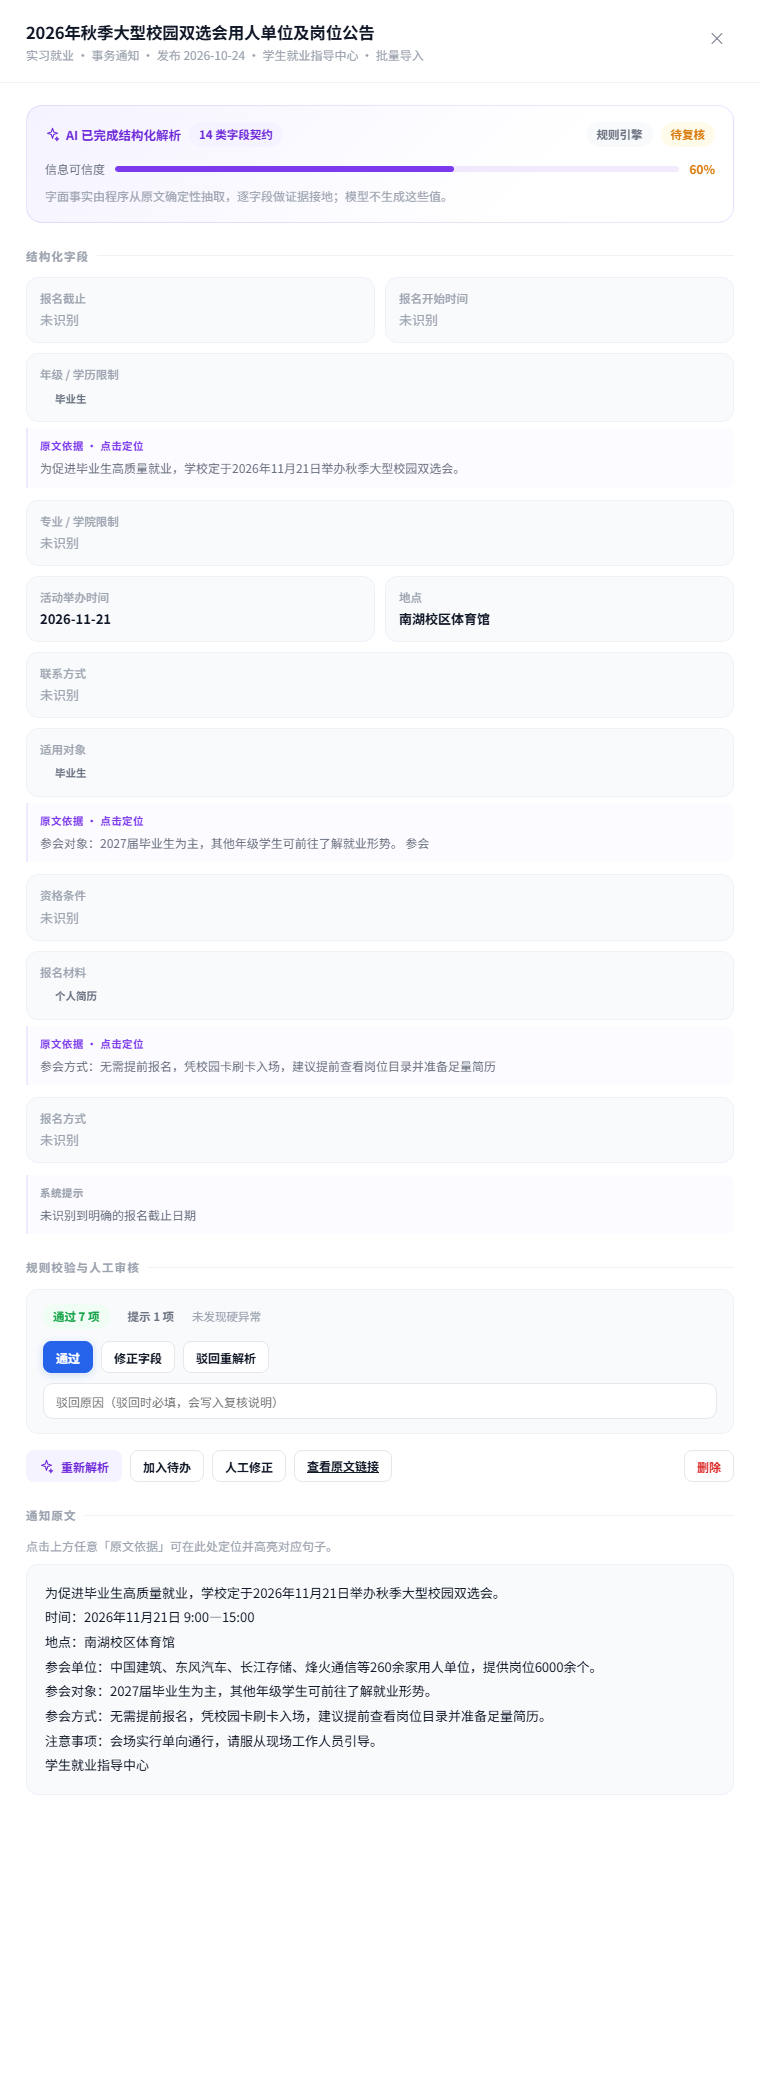 2026年秋季大型校园双选会用人单位及岗位公告
实习就业 · 事务通知 · 发布 2026-10-24 · 学生就业指导中心 · 批量导入
AI 已完成结构化解析 14 类字段契约 规则引擎 待复核
信息可信度 60%
字面事实由程序从原文确定性抽取，逐字段做证据接地；模型不生成这些值。
结构化字段
报名截止 报名开始时间
未识别 未识别
年级 / 学历限制
毕业生
原文依据 · 点击定位
为促进毕业生高质量就业，学校定于2026年11月21日举办秋季大型校园双选会。
专业 / 学院限制
未识别
活动举办时间 地点
2026-11-21 南湖校区体育馆
联系方式
未识别
适用对象
毕业生
原文依据 · 点击定位
参会对象：2027届毕业生为主，其他年级学生可前往了解就业形势。 参会
资格条件
未识别
报名材料
个人简历
原文依据 · 点击定位
参会方式：无需提前报名，凭校园卡刷卡入场，建议提前查看岗位目录并准备足量简历
报名方式
未识别
系统提示
未识别到明确的报名截止日期
规则校验与人工审核
通过 7 项 提示 1 项 未发现硬异常
通过 修正字段 驳回重解析
驳回原因（驳回时必填，会写入复核说明）
重新解析 加入待办 人工修正 查看原文链接 删除
通知原文
点击上方任意「原文依据」可在此处定位并高亮对应句子。
为促进毕业生高质量就业，学校定于2026年11月21日举办秋季大型校园双选会。
时间：2026年11月21日 9:00—15:00
地点：南湖校区体育馆
参会单位：中国建筑、东风汽车、长江存储、烽火通信等260余家用人单位，提供岗位6000余个。
参会对象：2027届毕业生为主，其他年级学生可前往了解就业形势。
参会方式：无需提前报名，凭校园卡刷卡入场，建议提前查看岗位目录并准备足量简历。
注意事项：会场实行单向通行，请服从现场工作人员引导。
学生就业指导中心